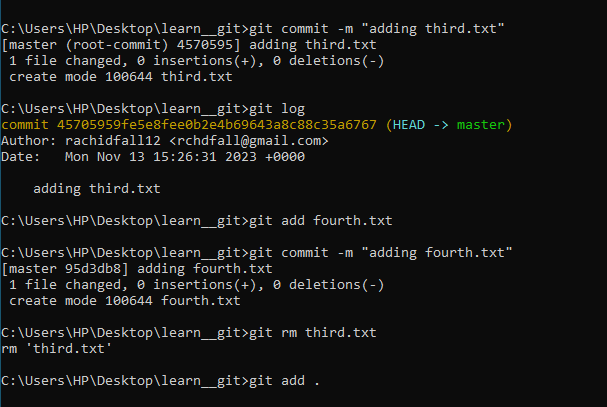 C:\Users\HP\Desktop\learn__git>git commit -m "adding third.txt"
[master (root-commit) 4570595] adding third.txt
 1 file changed, 0 insertions(+), 0 deletions(-)
 create mode 100644 third.txt
C:\Users\HP\Desktop\learn__git>git log
commit 45705959fe5e8fee0b2e4b69643a8c88c35a6767 (HEAD -> master)
Author: rachidfall12 <rchdfall@gmail.com>
Date:   Mon Nov 13 15:26:31 2023 +0000
    adding third.txt
C:\Users\HP\Desktop\learn__git>git add fourth.txt
C:\Users\HP\Desktop\learn__git>git commit -m "adding fourth.txt"
[master 95d3db8] adding fourth.txt
 1 file changed, 0 insertions(+), 0 deletions(-)
 create mode 100644 fourth.txt
C:\Users\HP\Desktop\learn__git>git rm third.txt
rm 'third.txt'
C:\Users\HP\Desktop\learn__git>git add .